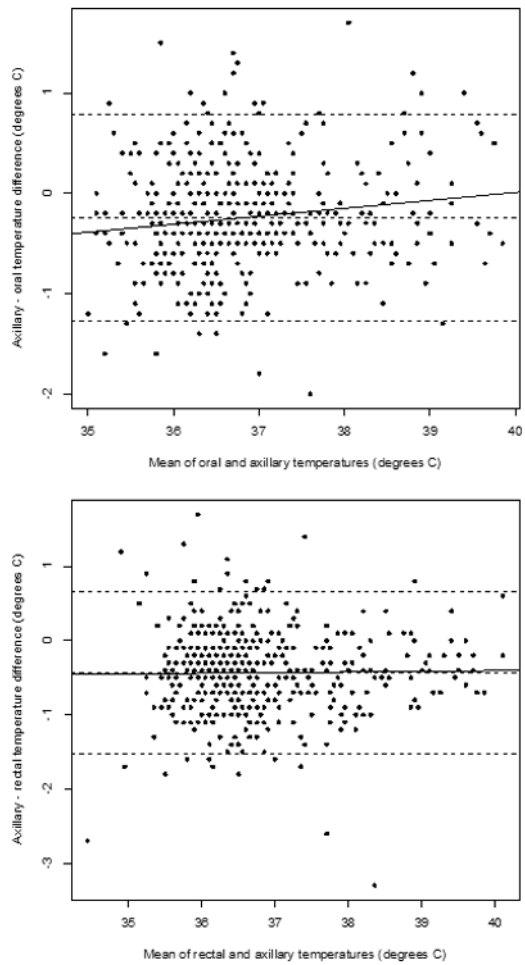 Axillary - oral temperature difference (degrees C)
1
0
-1
-2
35 36 37 38 39 40
Mean of oral and axillary temperatures (degrees C)
Axillary - rectal temperature difference (degrees C)
1
0
-1
-2
-3
35 36 37 38 39 40
Mean of rectal and axillary temperatures (degrees C)